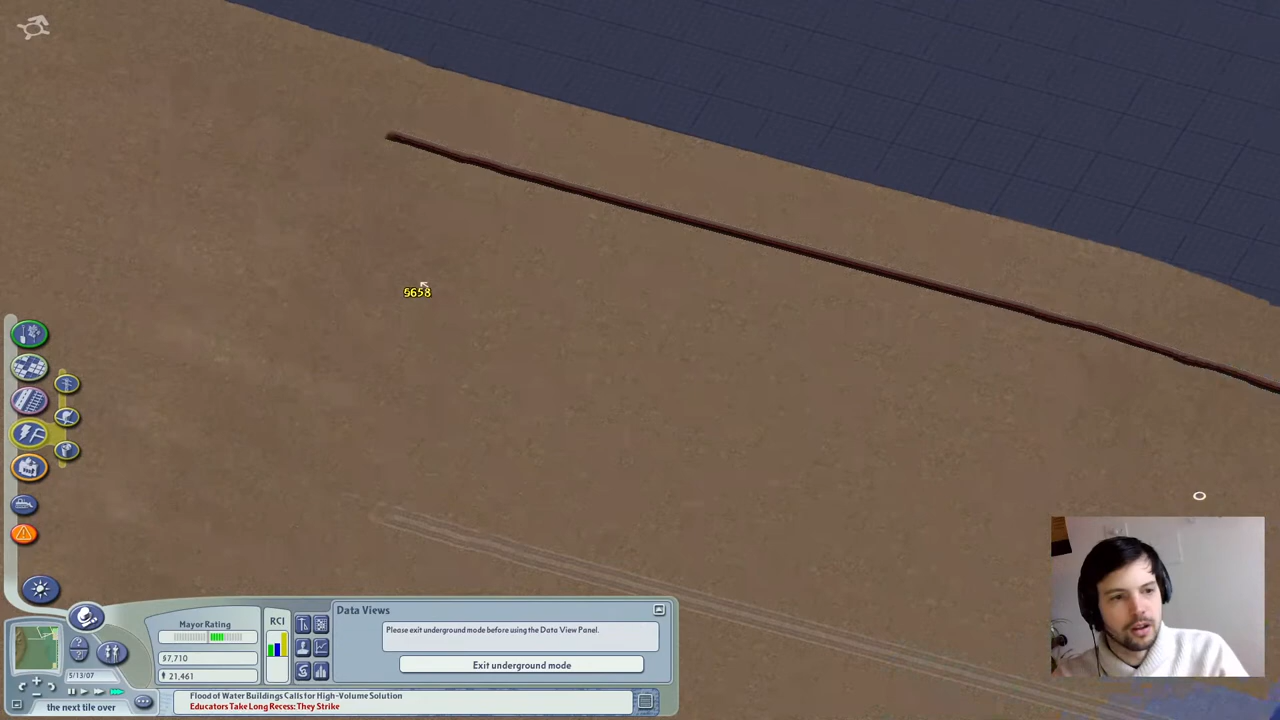 §658
Mayor Rating
RCI
Data Views
Please exit underground mode before using the Data View Panel.
§7,710
Exit underground mode
5/13/07
21,461
Flood of Water Buildings Calls for High-Volume Solution
the next tile over
Educators Take Long Recess: They Strike